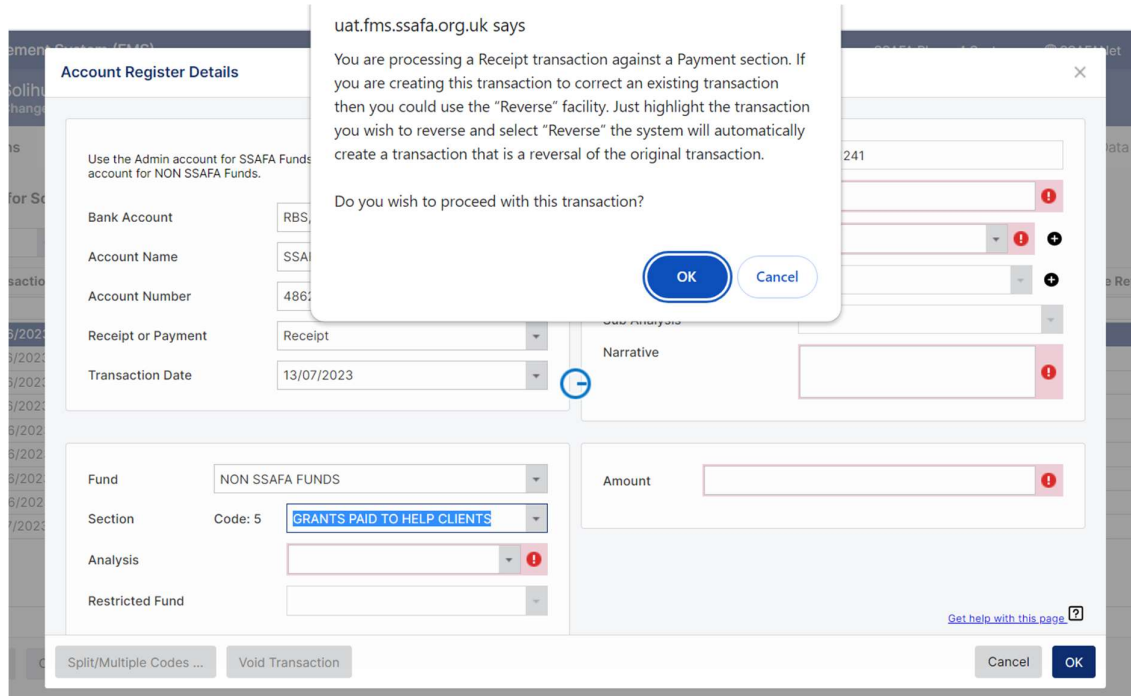 uat.fms.ssafa.org.uk says
You are processing a Receipt transaction against a Payment section. If
you are creating this transaction to correct an existing transaction
then you could use the “Reverse” facility. Just highlight the transaction
you wish to reverse and select “Reverse” the system will automatically
create a transaction that is a reversal of the original transaction.
Do you wish to proceed with this transaction?
OK
Cancel
Account Register Details
Use the Admin account for SSAFA Funds
account for NON SSAFA Funds.
Bank Account RBS,
Account Name SSA
Account Number 486
Receipt or Payment Receipt
Transaction Date 13/07/2023
241
Sub Analysis
Narrative
Fund NON SSAFA FUNDS
Section Code: 5 GRANTS PAID TO HELP CLIENTS
Analysis
Restricted Fund
Amount
Get help with this page ?
Split/Multiple Codes ... Void Transaction Cancel OK